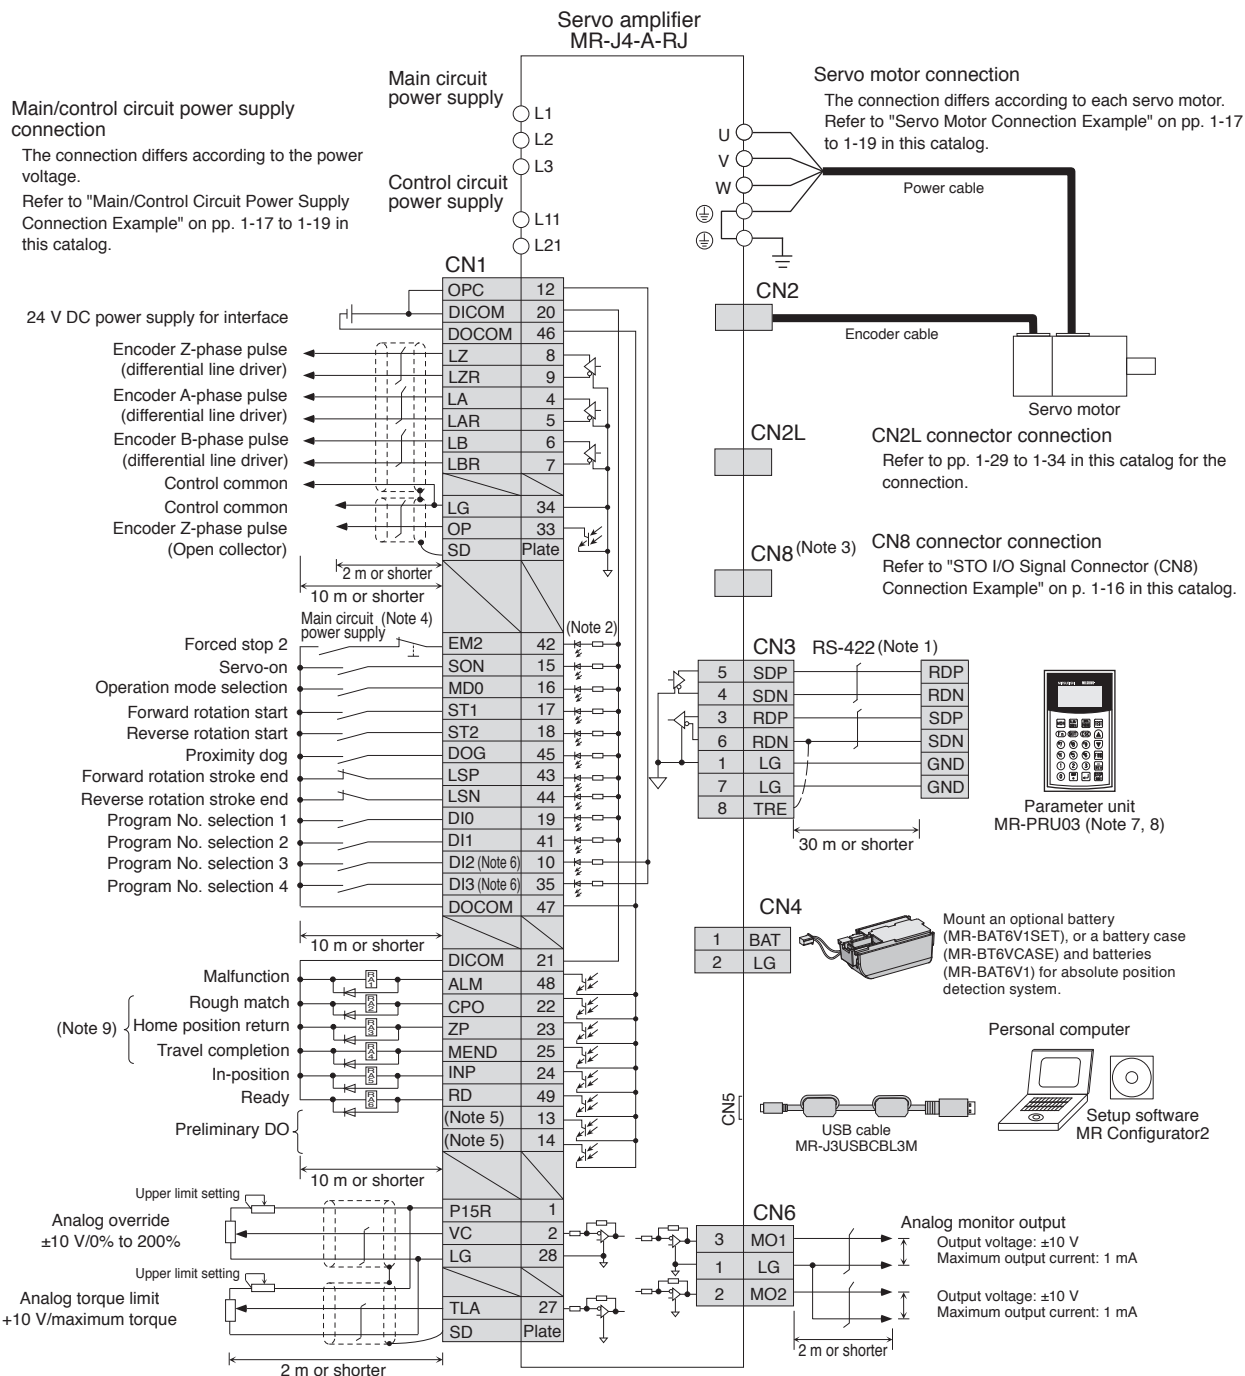 Servo amplifier
MR-J4-A-RJ
Main/control circuit power supply
connection
The connection differs according to the power
voltage.
Refer to "Main/Control Circuit Power Supply
Connection Example" on pp. 1-17 to 1-19 in
this catalog.
Main circuit
power supply
L1
L2
L3
Control circuit
power supply
L11
L21
Servo motor connection
The connection differs according to each servo motor.
Refer to "Servo Motor Connection Example" on pp. 1-17
to 1-19 in this catalog.
U
V
W
Power cable
CN2
Encoder cable
Servo motor
CN2L
CN2L connector connection
Refer to pp. 1-29 to 1-34 in this catalog for the
connection.
CN8 (Note 3)
CN8 connector connection
Refer to "STO I/O Signal Connector (CN8)
Connection Example" on p. 1-16 in this catalog.
CN1
OPC 12
24 V DC power supply for interface
DICOM 20
DOCOM 46
Encoder Z-phase pulse
(differential line driver)
LZ 8
LZR 9
Encoder A-phase pulse
(differential line driver)
LA 4
LAR 5
Encoder B-phase pulse
(differential line driver)
LB 6
LBR 7
Control common
Control common
LG 34
Encoder Z-phase pulse
(Open collector)
OP 33
SD Plate
2 m or shorter
10 m or shorter
Main circuit
power supply
(Note 4)
(Note 2)
Forced stop 2 EM2 42
Servo-on SON 15
Operation mode selection MD0 16
Forward rotation start ST1 17
Reverse rotation start ST2 18
Proximity dog DOG 45
Forward rotation stroke end LSP 43
Reverse rotation stroke end LSN 44
Program No. selection 1 DI0 19
Program No. selection 2 DI1 41
Program No. selection 3 DI2 (Note 6) 10
Program No. selection 4 DI3 (Note 6) 35
DOCOM 47
10 m or shorter
DICOM 21
Malfunction RA1 ALM 48
(Note 9)
Rough match RA2 CPO 22
Home position return RA3 ZP 23
Travel completion RA4 MEND 25
In-position RA5 INP 24
Ready RA6 RD 49
Preliminary DO
(Note 5) 13
(Note 5) 14
10 m or shorter
Upper limit setting
Analog override
±10 V/0% to 200%
P15R 1
VC 2
LG 28
Upper limit setting
Analog torque limit
+10 V/maximum torque
TLA 27
SD Plate
2 m or shorter
CN3 RS-422 (Note 1)
5 SDP RDP
4 SDN RDN
3 RDP SDP
6 RDN SDN
1 LG GND
7 LG GND
8 TRE
30 m or shorter
Parameter unit
MR-PRU03 (Note 7, 8)
CN4
1 BAT
2 LG
Mount an optional battery
(MR-BAT6V1SET), or a battery case
(MR-BT6VCASE) and batteries
(MR-BAT6V1) for absolute position
detection system.
CN5
USB cable
MR-J3USBCBL3M
Personal computer
Setup software
MR Configurator2
CN6
3 MO1
1 LG
2 MO2
Analog monitor output
Output voltage: ±10 V
Maximum output current: 1 mA
Output voltage: ±10 V
Maximum output current: 1 mA
2 m or shorter